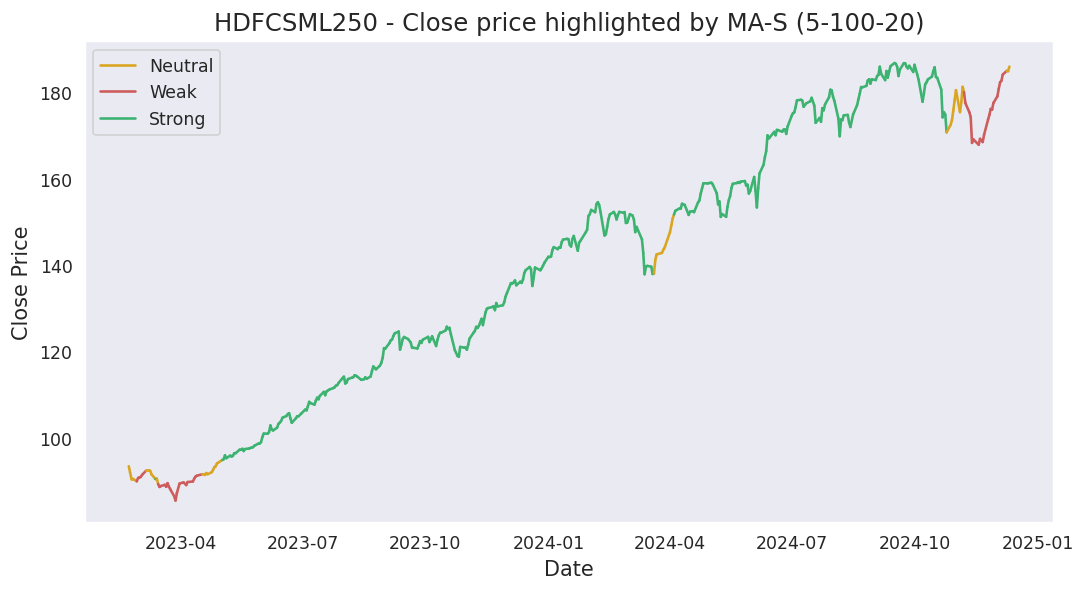 HDFCSML250 - Close price highlighted by MA-S (5-100-20)
Neutral
Weak
Strong
Close Price
180
160
140
120
100
2023-04
2023-07
2023-10
2024-01
2024-04
2024-07
2024-10
2025-01
Date